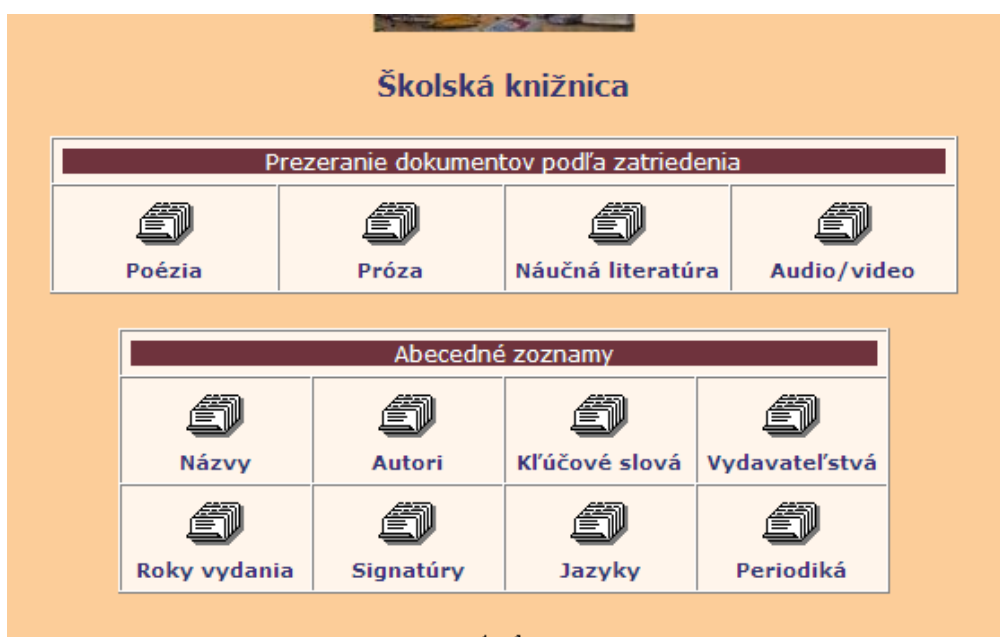 Školská knižnica
Prezeranie dokumentov podľa zatriedenia
Poézia Próza Náučná literatúra Audio/video
Abecedné zoznamy
Názvy Autori Kľúčové slová Vydavateľstvá
Roky vydania Signatúry Jazyky Periodiká